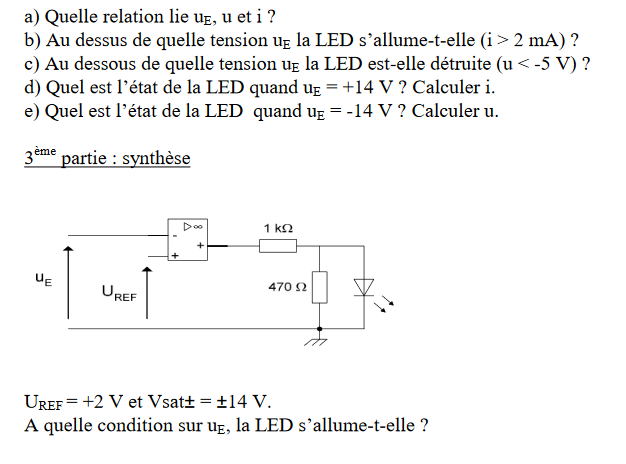 a) Quelle relation lie uE, u et i ?
b) Au dessus de quelle tension uE la LED s’allume-t-elle (i > 2 mA) ?
c) Au dessous de quelle tension uE la LED est-elle détruite (u < -5 V) ?
d) Quel est l’état de la LED quand uE = +14 V ? Calculer i.
e) Quel est l’état de la LED quand uE = -14 V ? Calculer u.
3ème partie : synthèse
▷∞
1 kΩ
-
+
+
uE
UREF
470 Ω
UREF = +2 V et Vsat± = ±14 V.
A quelle condition sur uE, la LED s’allume-t-elle ?